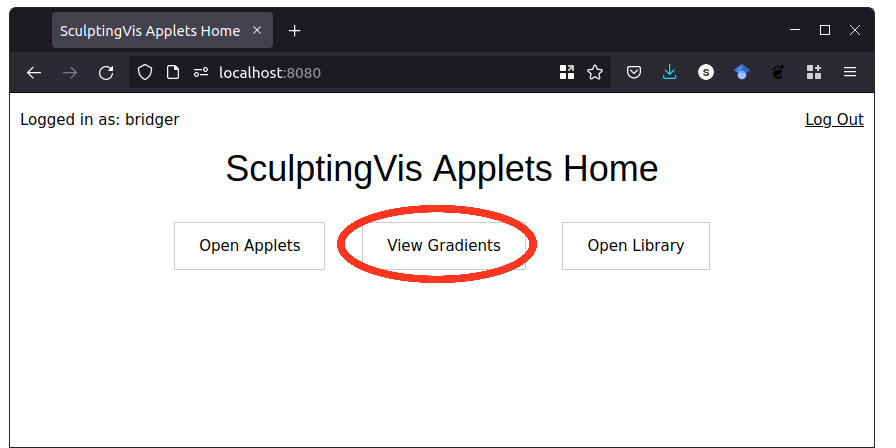 SculptingVis Applets Home
localhost:8080
S
Logged in as: bridger
Log Out
SculptingVis Applets Home
Open Applets
View Gradients
Open Library